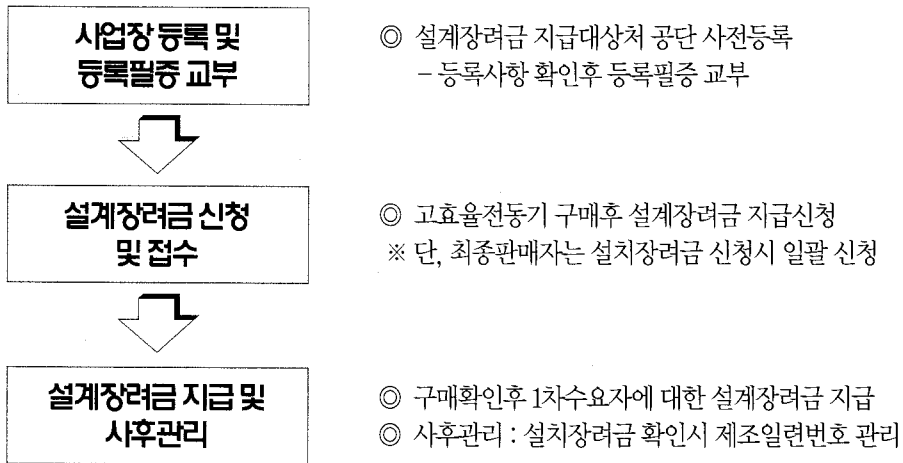 사업장 등록 및
등록필증 교부
◎ 설계장려금 지급대상처 공단 사전등록
- 등록사항 확인후 등록필증 교부
설계장려금 신청
및 접수
◎ 고효율전동기 구매후 설계장려금 지급신청
※ 단, 최종판매자는 설치장려금 신청시 일괄 신청
설계장려금 지급 및
사후관리
◎ 구매확인후 1차수요자에 대한 설계장려금 지급
◎ 사후관리 : 설치장려금 확인시 제조일련번호 관리